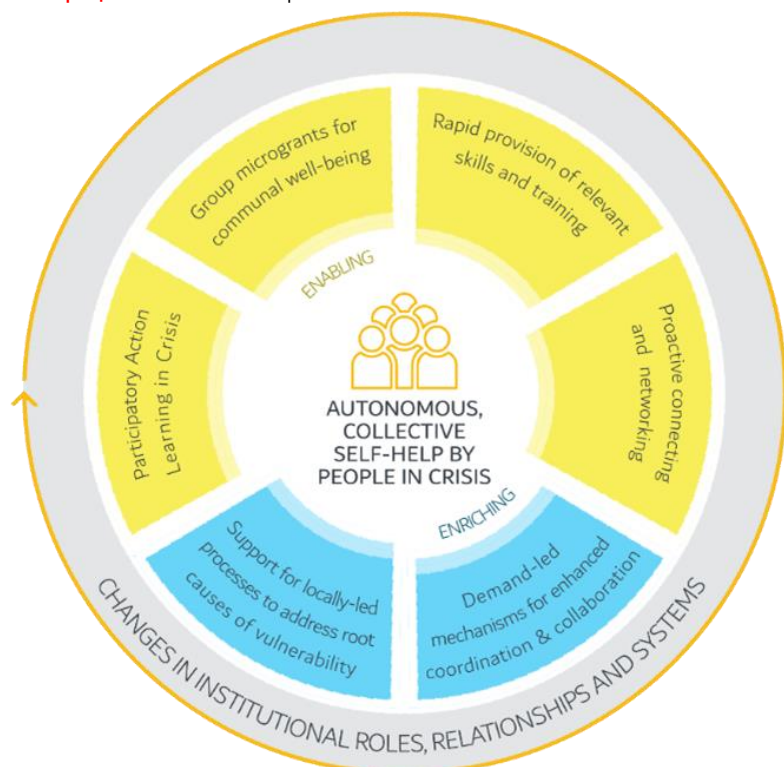 Group microgrants for
communal well-being
Rapid provision of relevant
skills and training
Proactive connecting
and networking
Demand-led
mechanisms for enhanced
coordination & collaboration
Support for locally-led
processes to address root
causes of vulnerability
Participatory Action
Learning in Crisis
ENABLING
AUTONOMOUS,
COLLECTIVE
SELF-HELP BY
PEOPLE IN CRISIS
ENRICHING
CHANGES IN INSTITUTIONAL ROLES, RELATIONSHIPS AND SYSTEMS